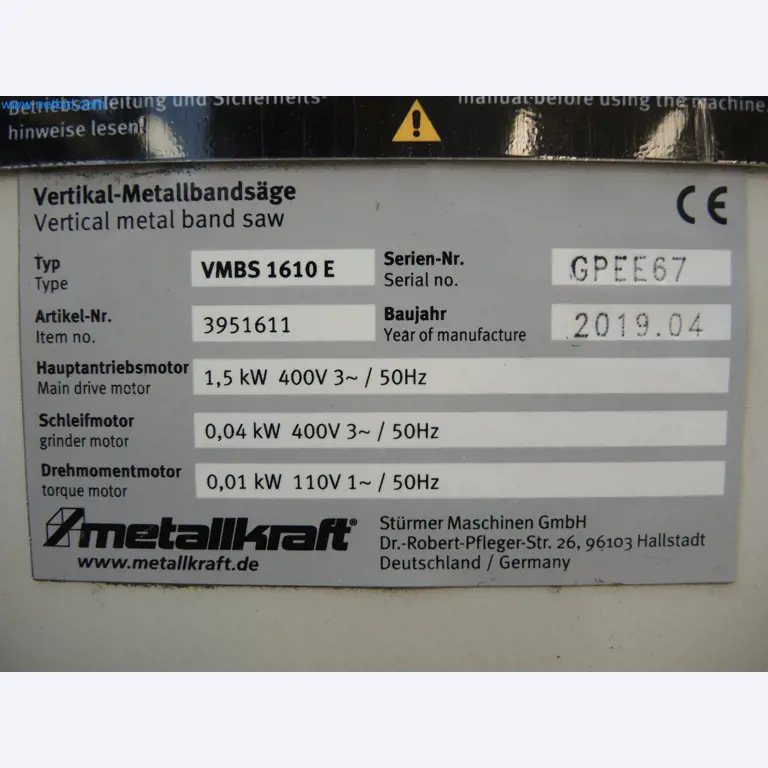 Betriebsanleitung und Sicherheits-
hinweise lesen!
manual before using the machine.
Vertikal-Metallbandsäge
Vertical metal band saw
CE
Typ
Type
VMBS 1610 E
Serien-Nr.
Serial no.
GPEE67
Artikel-Nr.
Item no.
3951611
Baujahr
Year of manufacture
2019.04
Hauptantriebsmotor
Main drive motor
1,5 kW 400V 3~ / 50Hz
Schleifmotor
grinder motor
0,04 kW 400V 3~ / 50Hz
Drehmomentmotor
torque motor
0,01 kW 110V 1~ / 50Hz
metallkraft®
www.metallkraft.de
Stürmer Maschinen GmbH
Dr.-Robert-Pfleger-Str. 26, 96103 Hallstadt
Deutschland / Germany